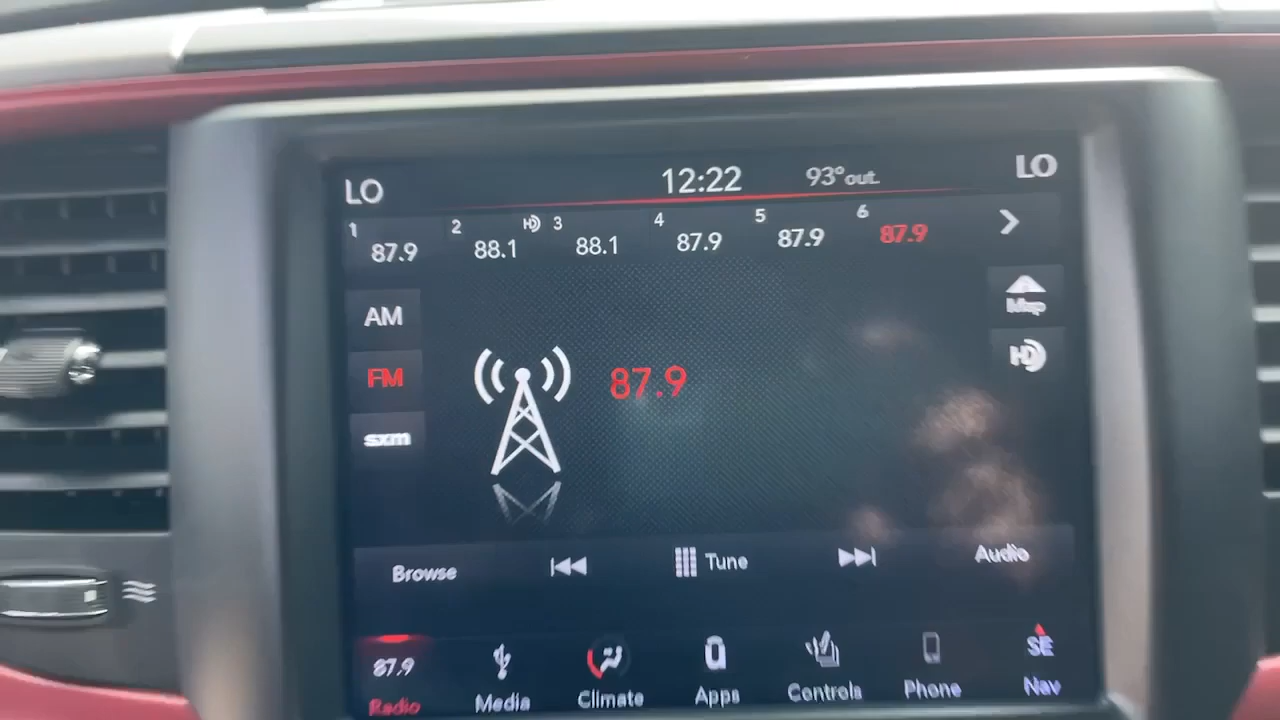 LO 12:22 93°out. LO
1 87.9 2 88.1 HD 3 88.1 4 87.9 5 87.9 6 87.9
Map
AM
HD
FM 87.9
sxm
Browse Tune Audio
87.9 SE
Radio Media Climate Apps Controls Phone Nav